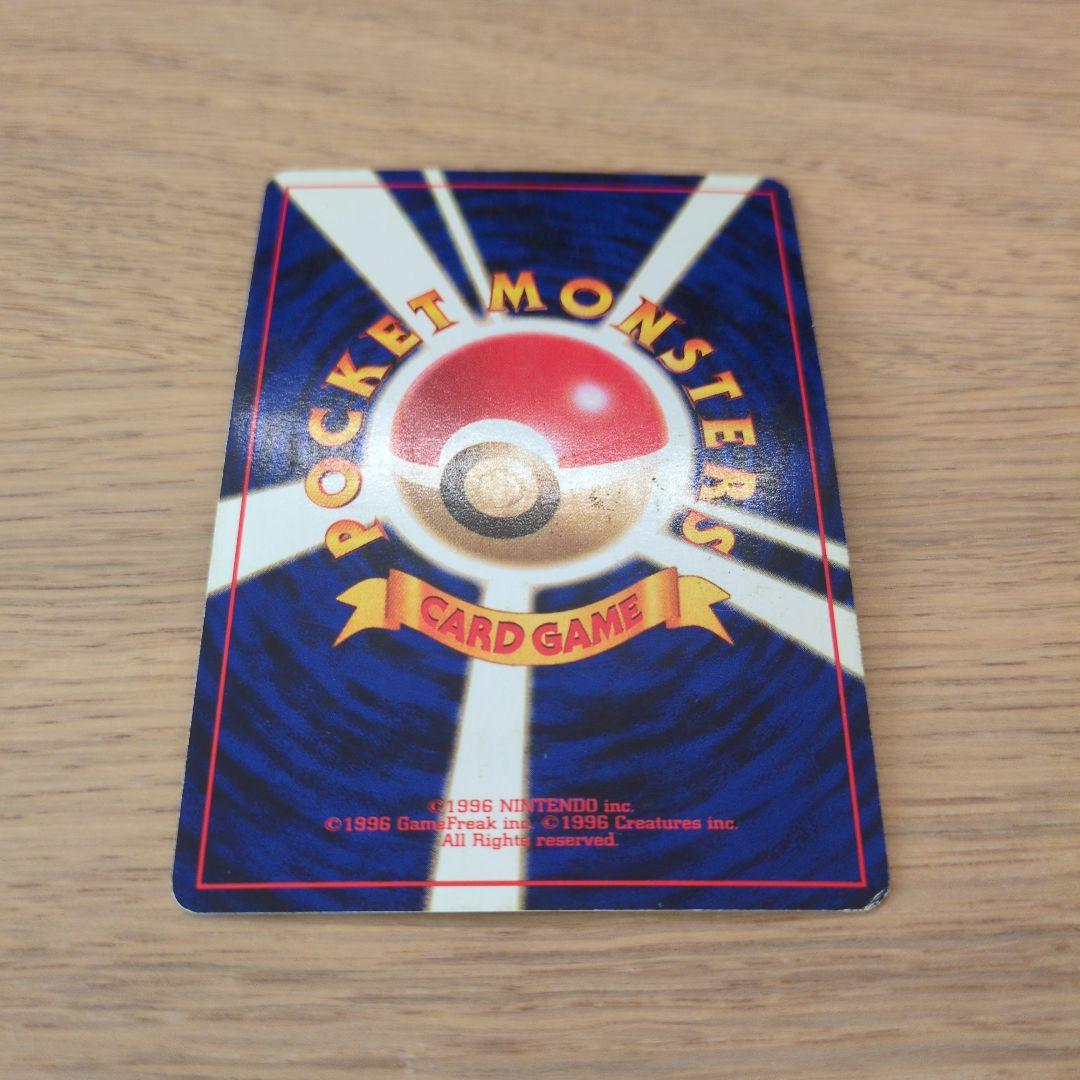 POCKET MONSTERS
CARD GAME
©1996 NINTENDO inc.
©1996 GameFreak inc. ©1996 Creatures inc.
All Rights reserved.